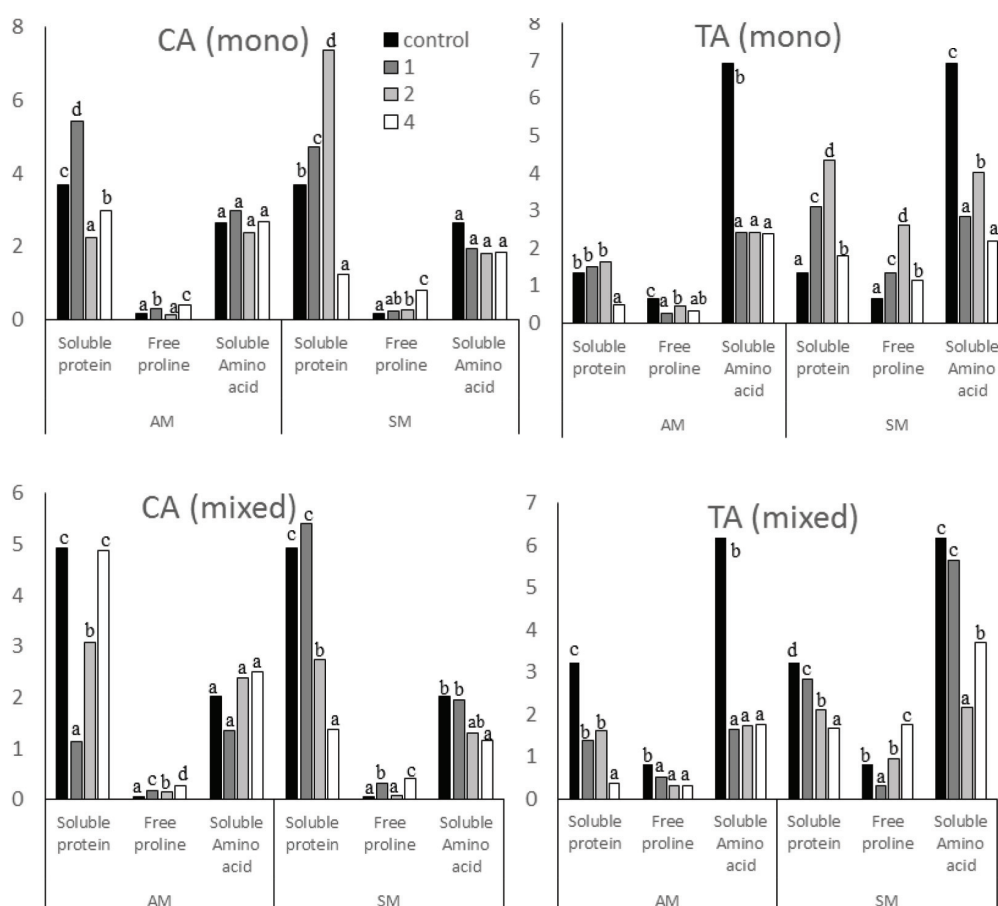 CA (mono)
control
1
2
4
8
6
4
2
0
c d a b
a b a c
a a a a
b c d a
a ab b c
a a a a
Soluble protein Free proline Soluble Amino acid Soluble protein Free proline Soluble Amino acid
AM SM
TA (mono)
8
7
6
5
4
3
2
1
0
b b b a
c a b ab
b a a a
a c d b
a c d b
c a b a
Soluble protein Free proline Soluble Amino acid Soluble protein Free proline Soluble Amino acid
AM SM
CA (mixed)
6
5
4
3
2
1
0
c a b c
a c b d
a a a a
c c b a
a b a c
b b ab a
Soluble protein Free proline Soluble Amino acid Soluble protein Free proline Soluble Amino acid
AM SM
TA (mixed)
7
6
5
4
3
2
1
0
c b b a
b a a a
b a a a
d c b a
b a b c
c c a b
Soluble protein Free proline Soluble Amino acid Soluble protein Free proline Soluble Amino acid
AM SM